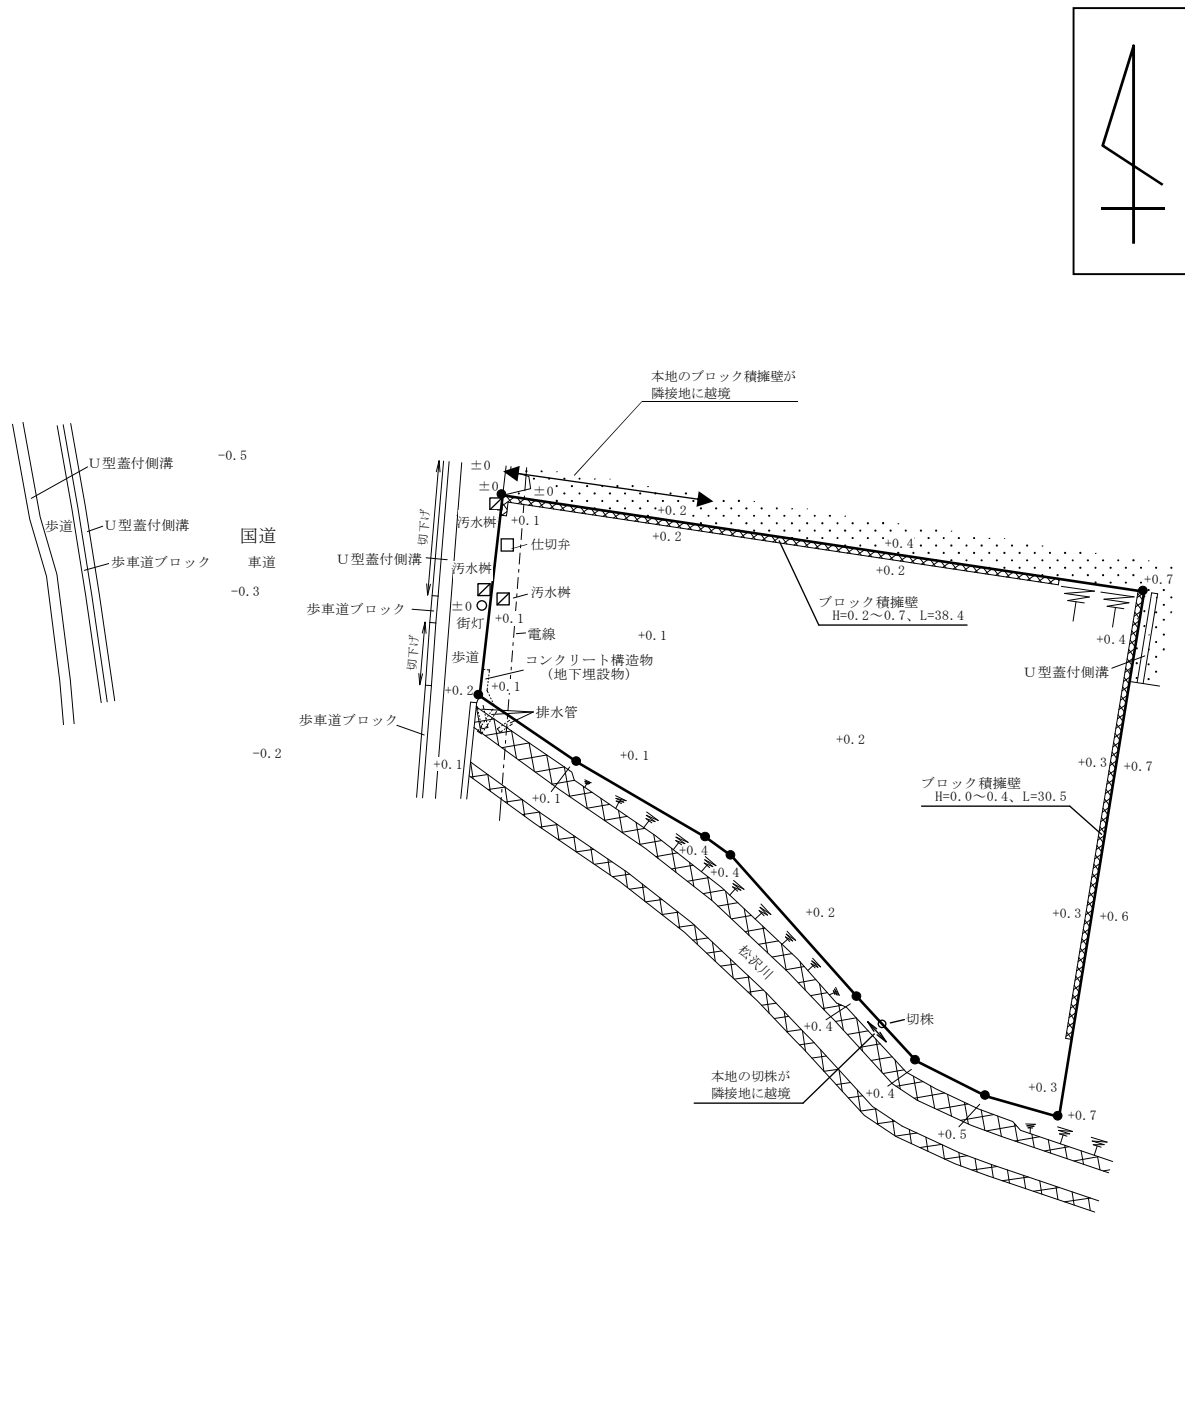 本地のブロック積擁壁が
隣接地に越境
-0.5
U型蓋付側溝
±0
±0
±0
+0.2
+0.1
汚水桝
切下げ
歩道
U型蓋付側溝
国道
+0.2
+0.4
仕切弁
U型蓋付側溝
歩車道ブロック
車道
汚水桝
+0.2
+0.7
-0.3
汚水桝
歩車道ブロック
±0
街灯
+0.1
ブロック積擁壁
H=0.2～0.7、L=38.4
電線
+0.1
+0.4
切下げ
歩道
コンクリート構造物
（地下埋設物）
U型蓋付側溝
+0.2
+0.1
排水管
歩車道ブロック
-0.2
+0.1
+0.1
+0.2
+0.3
+0.7
+0.1
ブロック積擁壁
H=0.0～0.4、L=30.5
+0.4
+0.4
+0.2
+0.3
+0.6
松沢川
+0.4
切株
本地の切株が
隣接地に越境
+0.4
+0.3
+0.7
+0.5